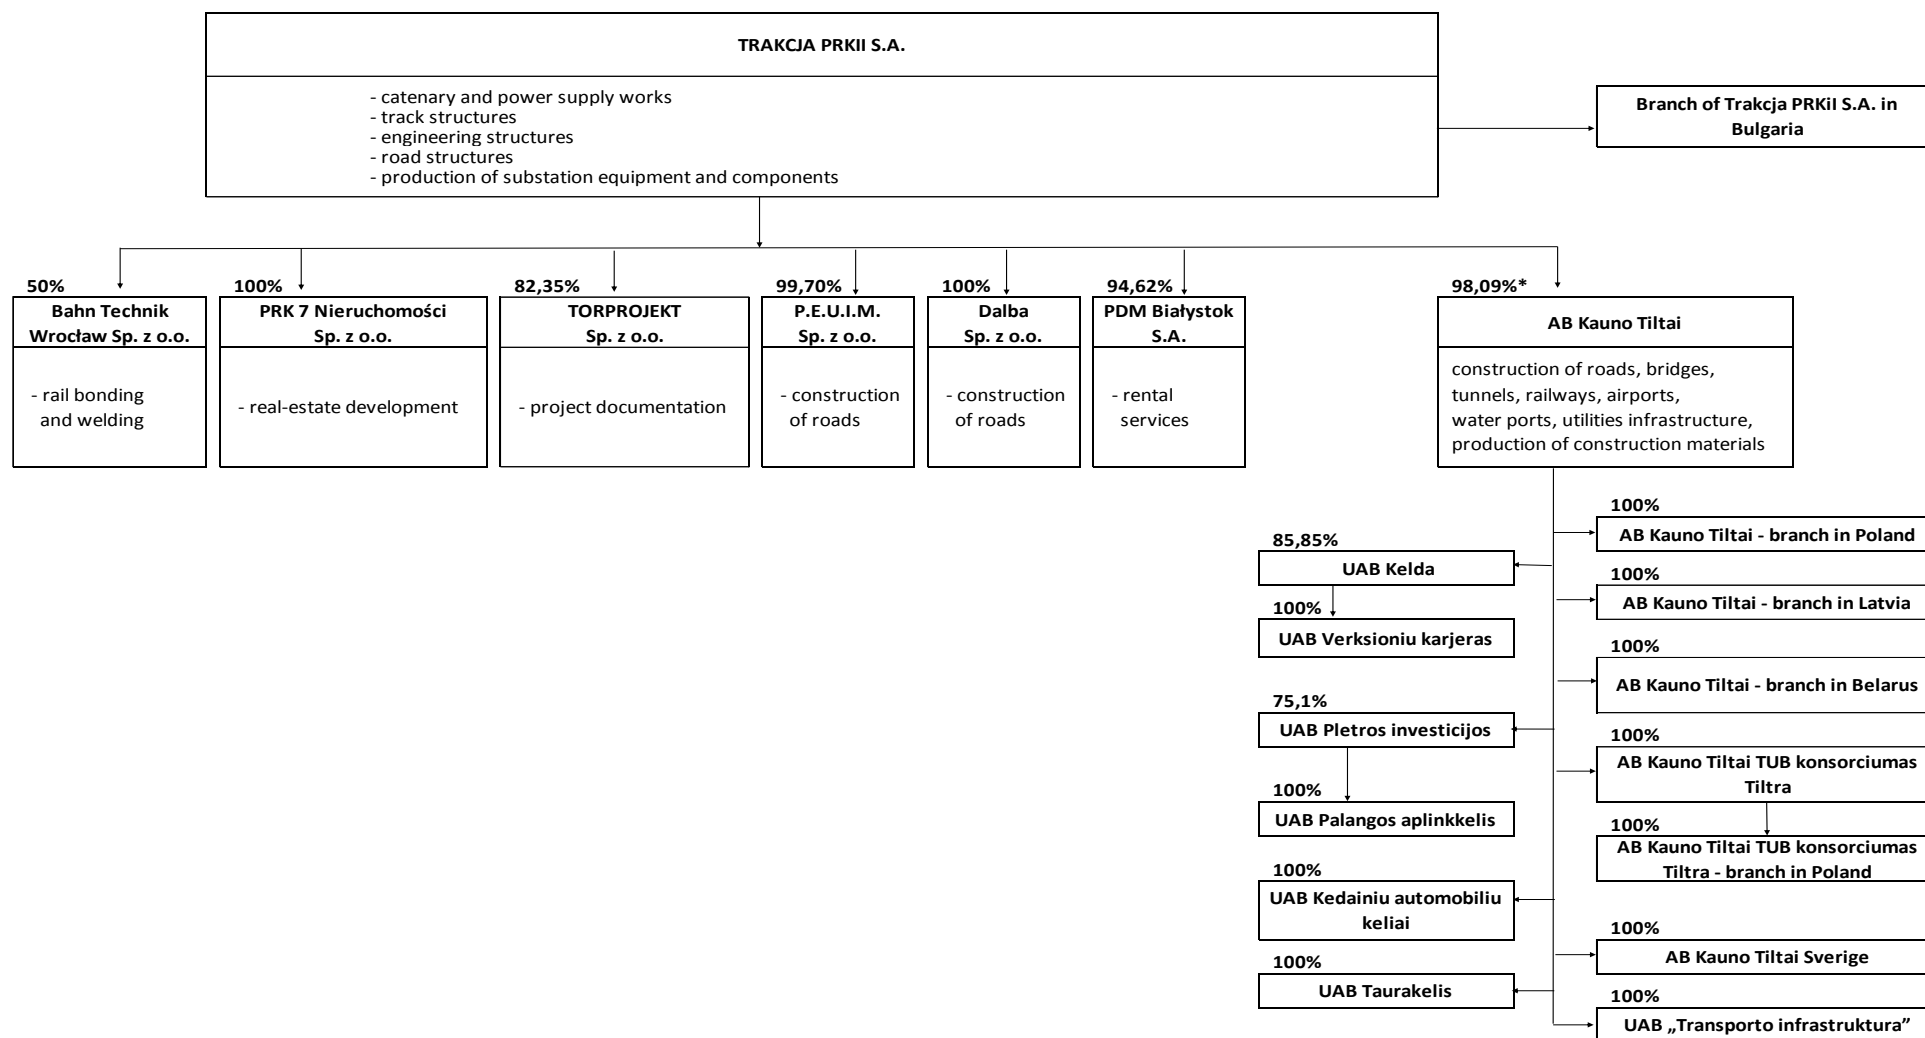 TRAKCJA PRKII S.A.
- catenary and power supply works
- track structures
- engineering structures
- road structures
- production of substation equipment and components
Branch of Trakcja PRKiI S.A. in
Bulgaria
50%
Bahn Technik
Wrocław Sp. z o.o.
- rail bonding
and welding
100%
PRK 7 Nieruchomości
Sp. z o.o.
- real-estate development
82,35%
TORPROJEKT
Sp. z o.o.
- project documentation
99,70%
P.E.U.I.M.
Sp. z o.o.
- construction
of roads
100%
Dalba
Sp. z o.o.
- construction
of roads
94,62%
PDM Białystok
S.A.
- rental
services
98,09%*
AB Kauno Tiltai
construction of roads, bridges,
tunnels, railways, airports,
water ports, utilities infrastructure,
production of construction materials
85,85%
UAB Kelda
100%
UAB Verksioniu karjeras
75,1%
UAB Pletros investicijos
100%
UAB Palangos aplinkkelis
100%
UAB Kedainiu automobiliu
keliai
100%
UAB Taurakelis
100%
AB Kauno Tiltai - branch in Poland
100%
AB Kauno Tiltai - branch in Latvia
100%
AB Kauno Tiltai - branch in Belarus
100%
AB Kauno Tiltai TUB konsorciumas
Tiltra
100%
AB Kauno Tiltai TUB konsorciumas
Tiltra - branch in Poland
100%
AB Kauno Tiltai Sverige
100%
UAB „Transporto infrastruktura”